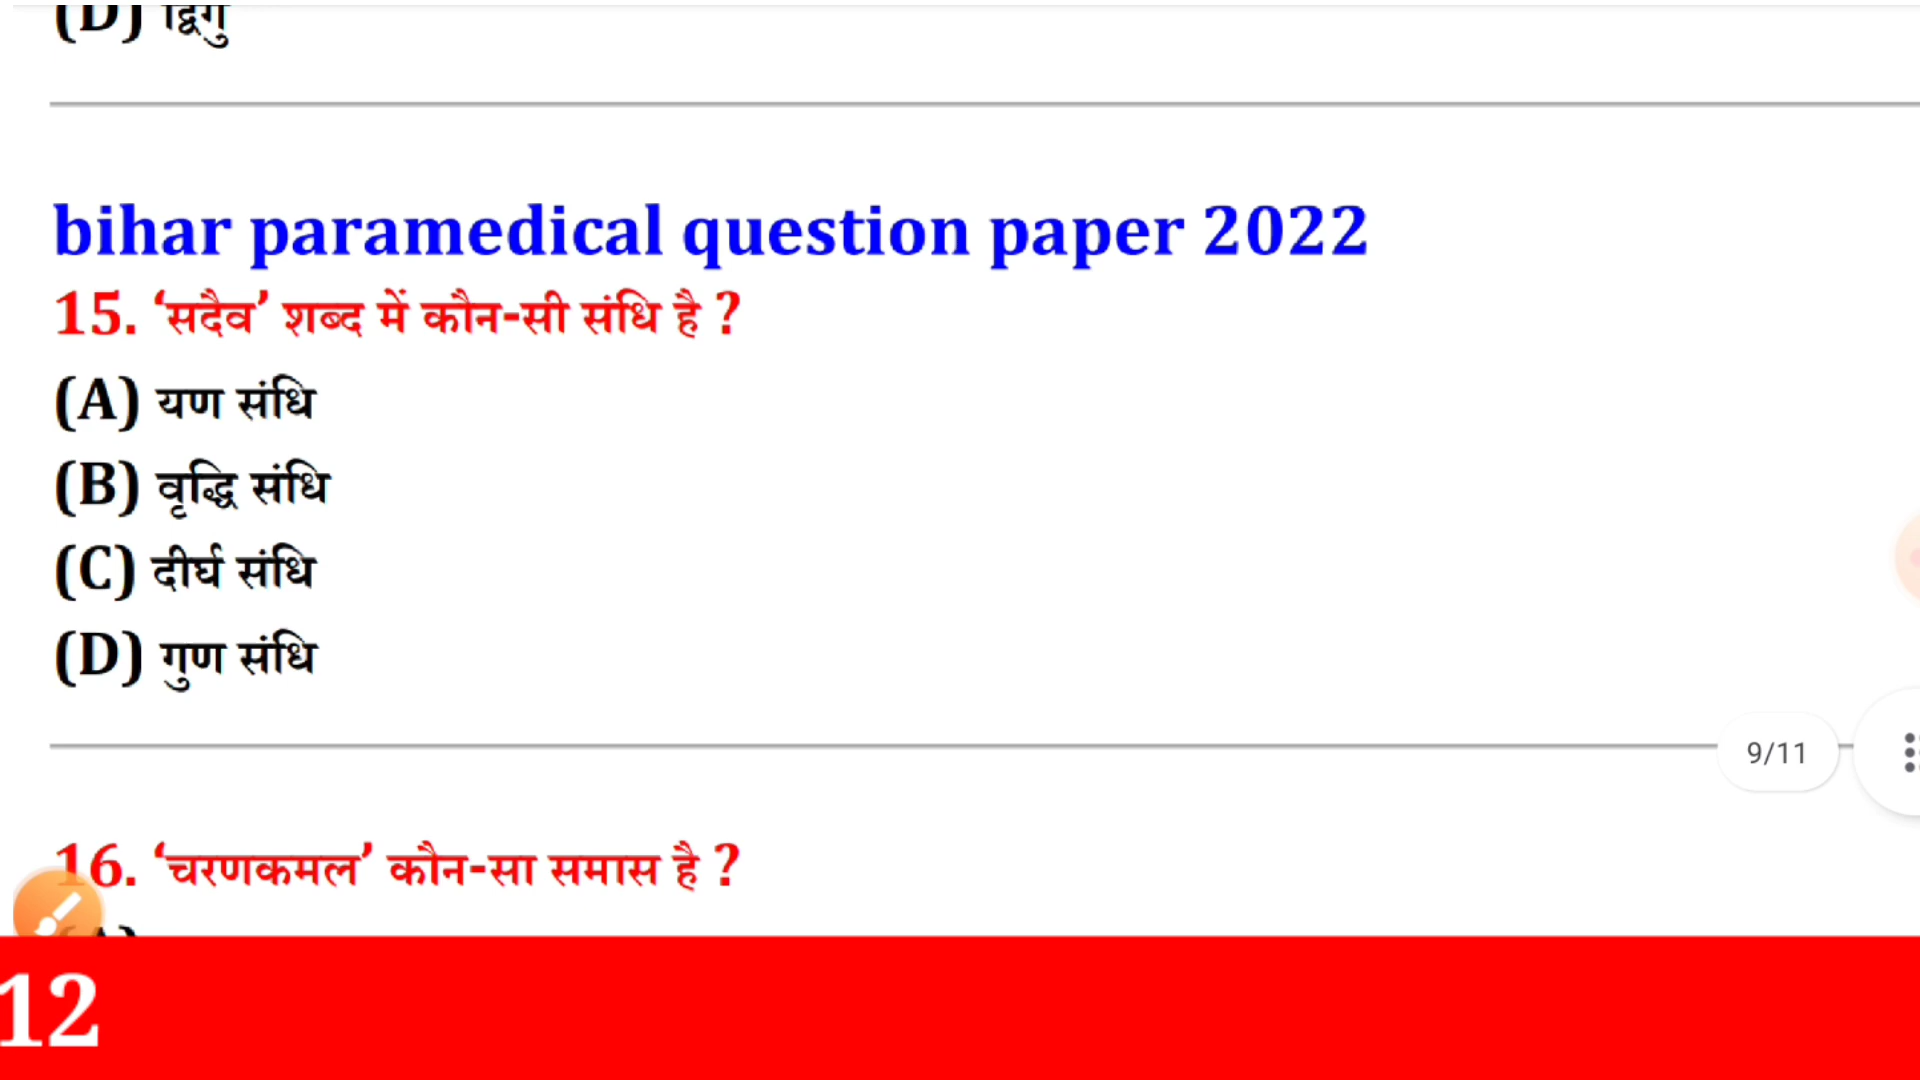 (D) द्विगु
bihar paramedical question paper 2022
15. ‘सदैव’ शब्द में कौन-सी संधि है ?
(A) यण संधि
(B) वृद्धि संधि
(C) दीर्घ संधि
(D) गुण संधि
9/11
16. ‘चरणकमल’ कौन-सा समास है ?
12